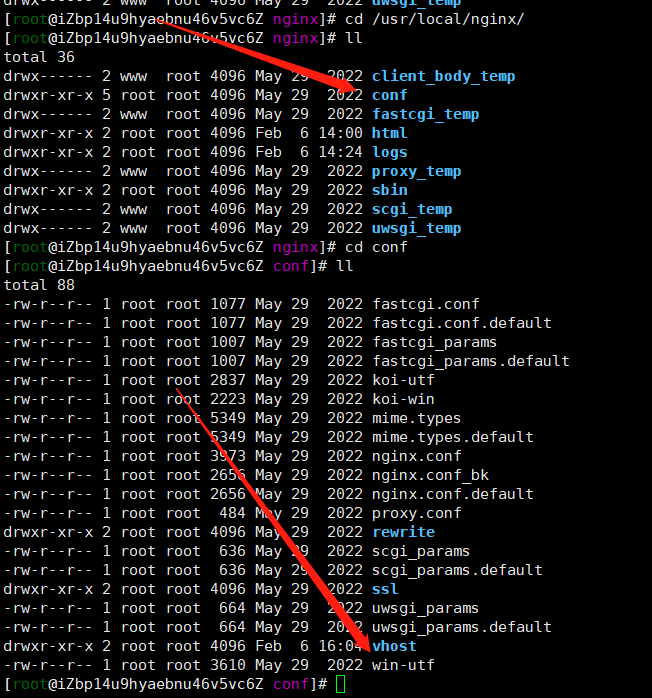 uwsgi_temp
[root@iZbp14u9hyaebnu46v5vc6Z nginx]# cd /usr/local/nginx/
[root@iZbp14u9hyaebnu46v5vc6Z nginx]# ll
total 36
drwx------ 2 www  root 4096 May 29  2022 client_body_temp
drwxr-xr-x 5 root root 4096 May 29  2022 conf
drwx------ 2 www  root 4096 May 29  2022 fastcgi_temp
drwxr-xr-x 2 root root 4096 Feb  6 14:00 html
drwxr-xr-x 2 root root 4096 Feb  6 14:24 logs
drwx------ 2 www  root 4096 May 29  2022 proxy_temp
drwxr-xr-x 2 root root 4096 May 29  2022 sbin
drwx------ 2 www  root 4096 May 29  2022 scgi_temp
drwx------ 2 www  root 4096 May 29  2022 uwsgi_temp
[root@iZbp14u9hyaebnu46v5vc6Z nginx]# cd conf
[root@iZbp14u9hyaebnu46v5vc6Z conf]# ll
total 88
-rw-r--r-- 1 root root 1077 May 29  2022 fastcgi.conf
-rw-r--r-- 1 root root 1077 May 29  2022 fastcgi.conf.default
-rw-r--r-- 1 root root 1007 May 29  2022 fastcgi_params
-rw-r--r-- 1 root root 1007 May 29  2022 fastcgi_params.default
-rw-r--r-- 1 root root 2837 May 29  2022 koi-utf
-rw-r--r-- 1 root root 2223 May 29  2022 koi-win
-rw-r--r-- 1 root root 5349 May 29  2022 mime.types
-rw-r--r-- 1 root root 5349 May 29  2022 mime.types.default
-rw-r--r-- 1 root root 3973 May 29  2022 nginx.conf
-rw-r--r-- 1 root root 2656 May 29  2022 nginx.conf_bk
-rw-r--r-- 1 root root 2656 May 29  2022 nginx.conf.default
-rw-r--r-- 1 root root  484 May 29  2022 proxy.conf
drwxr-xr-x 2 root root 4096 May 29  2022 rewrite
-rw-r--r-- 1 root root  636 May 29  2022 scgi_params
-rw-r--r-- 1 root root  636 May 29  2022 scgi_params.default
drwxr-xr-x 2 root root 4096 May 29  2022 ssl
-rw-r--r-- 1 root root  664 May 29  2022 uwsgi_params
-rw-r--r-- 1 root root  664 May 29  2022 uwsgi_params.default
drwxr-xr-x 2 root root 4096 Feb  6 16:04 vhost
-rw-r--r-- 1 root root 3610 May 29  2022 win-utf
[root@iZbp14u9hyaebnu46v5vc6Z conf]#